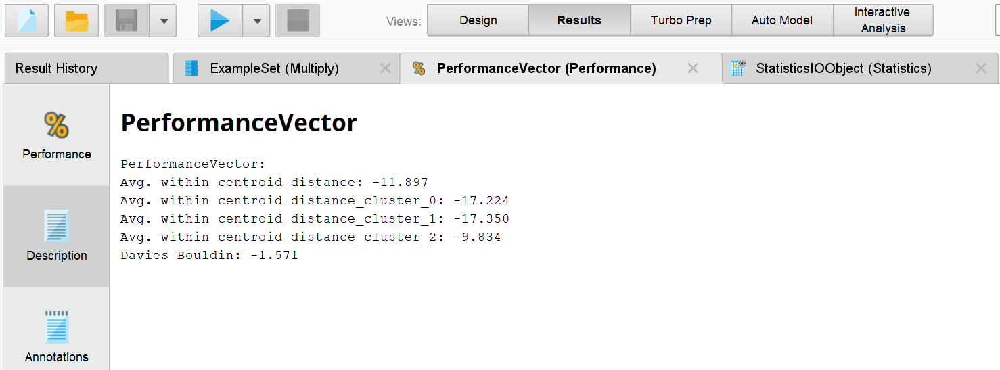 Views:
Design
Results
Turbo Prep
Auto Model
Interactive
Analysis
Result History
ExampleSet (Multiply)
% PerformanceVector (Performance)
StatisticsIOObject (Statistics)
%
Performance
Description
Annotations
PerformanceVector
PerformanceVector:
Avg. within centroid distance: -11.897
Avg. within centroid distance_cluster_0: -17.224
Avg. within centroid distance_cluster_1: -17.350
Avg. within centroid distance_cluster_2: -9.834
Davies Bouldin: -1.571